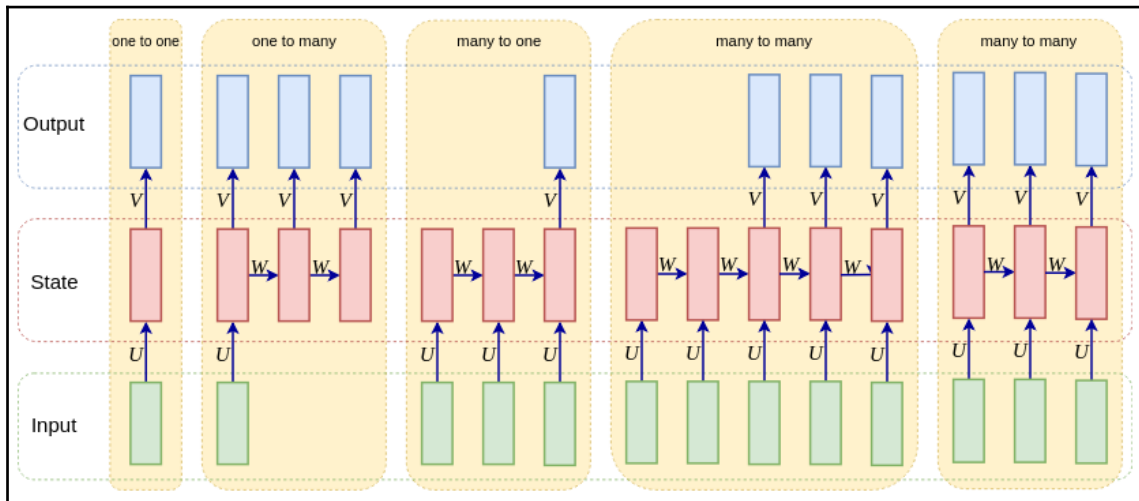 one to one
one to many
many to one
many to many
many to many
Output
V V V V V V V V V V V
State
W W W W W W W W W W
Input
U U U U U U U U U U U U U